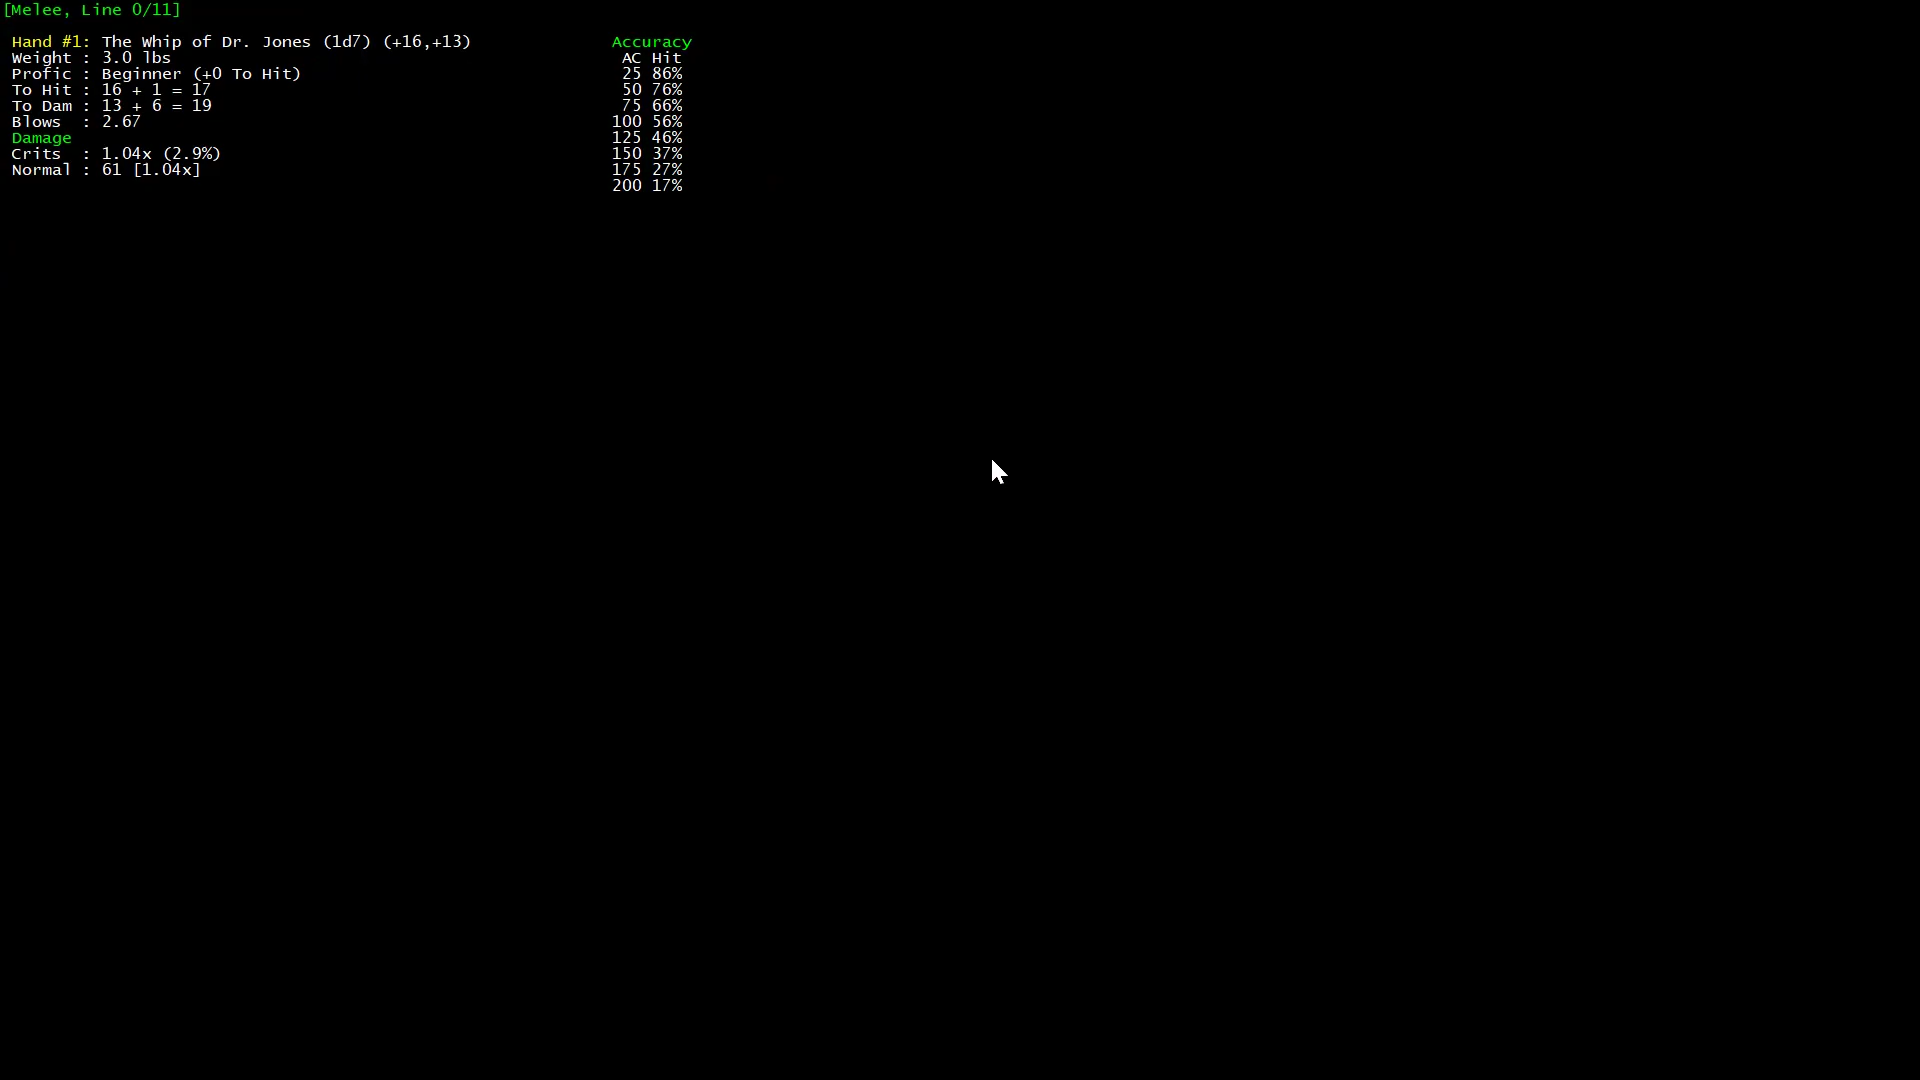 [Melee, Line 0/11]
Hand #1: The Whip of Dr. Jones (1d7) (+16,+13)
Weight : 3.0 lbs
Profic : Beginner (+0 To Hit)
To Hit : 16 + 1 = 17
To Dam : 13 + 6 = 19
Blows  : 2.67
Damage
Crits  : 1.04x (2.9%)
Normal : 61 [1.04x]
Accuracy
AC Hit
25 86%
50 76%
75 66%
100 56%
125 46%
150 37%
175 27%
200 17%